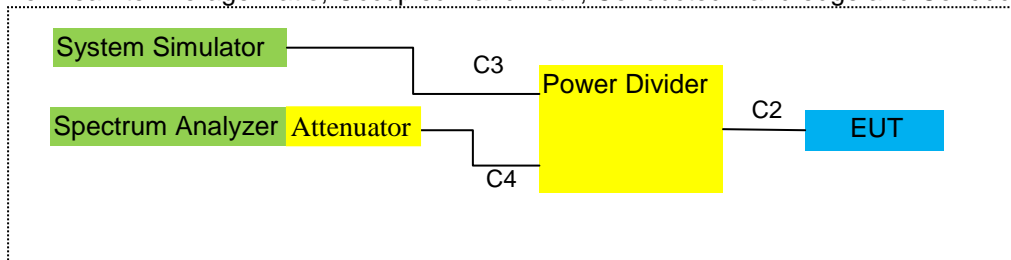 System Simulator
C3
Power Divider
C2
Spectrum Analyzer Attenuator
EUT
C4